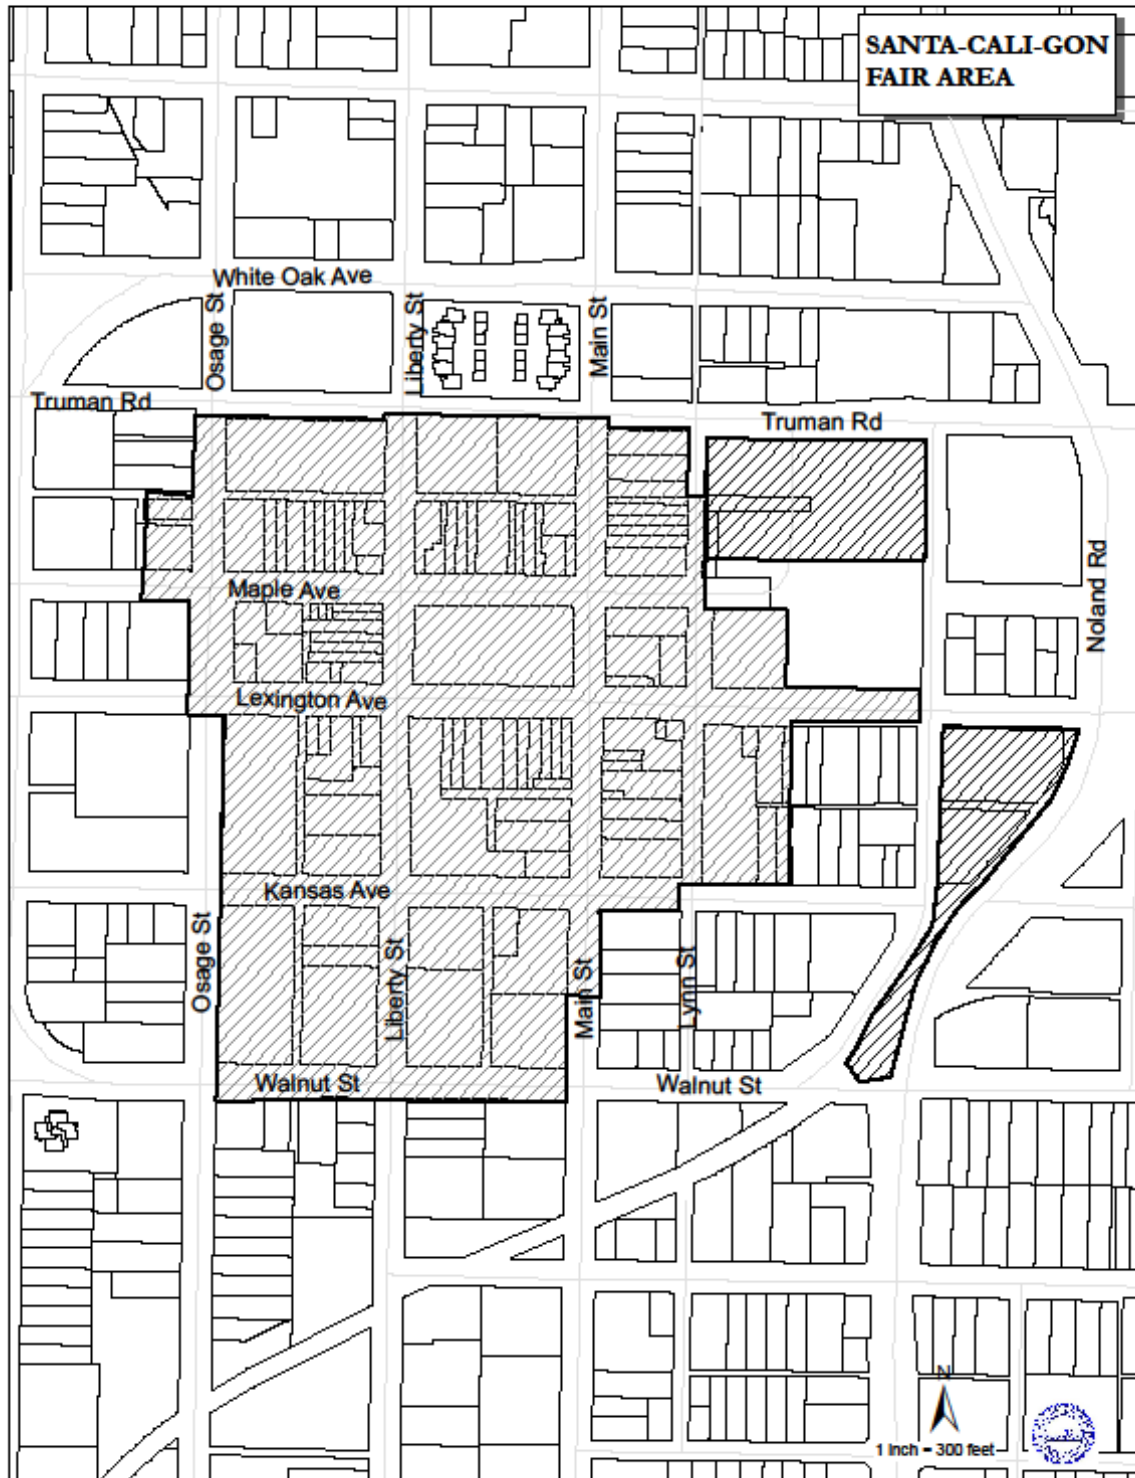 SANTA-CALI-GON
FAIR AREA
White Oak Ave
Osage St
Liberty St
Main St
Truman Rd
Truman Rd
Noland Rd
Maple Ave
Lexington Ave
Kansas Ave
Osage St
Liberty St
Main St
Lynn St
Walnut St
Walnut St
N
1 Inch = 300 feet